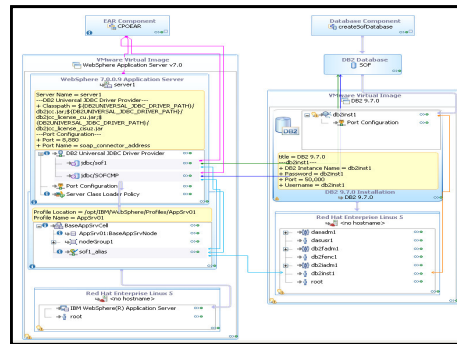 EAR Component
CPOEAR
Database Component
createSofDatabase
DB2 Database
SOF
VMware Virtual Image
WebSphere Application Server v7.0
WebSphere 7.0.0.9 Application Server
server1
Server Name = server1
---DB2 Universal JDBC Driver Provider---
+ Classpath = ${DB2UNIVERSAL_JDBC_DRIVER_PATH}/
db2jcc.jar;${DB2UNIVERSAL_JDBC_DRIVER_PATH}/
db2jcc_license_cu.jar;${
DB2UNIVERSAL_JDBC_DRIVER_PATH}/
db2jcc_license_cisuz.jar
---Port Configuration---
+ Port = 8,880
+ Port Name = soap_connector_address
DB2 Universal JDBC Driver Provider
jdbc/sof1
jdbc/SOFCMP
Port Configuration
Server Class Loader Policy
Profile Location = /opt/IBM/WebSphere/Profiles/AppSrv01
Profile Name = AppSrv01
BaseAppSrvCell
AppSrv01:BaseAppSrvNode
nodeGroup1
sof1_alias
Red Hat Enterprise Linux 5
<no hostname>
IBM WebSphere(R) Application Server
root
VMware Virtual Image
DB2 9.7.0
DB2
db2inst1
Port Configuration
title = DB2 9.7.0
---db2inst1---
+ DB2 Instance Name = db2inst1
+ Password = db2inst1
+ Port = 50,000
+ Username = db2inst1
DB2 9.7.0 Installation
DB2 9.7.0
Red Hat Enterprise Linux 5
<no hostname>
dasadm1
dasusr1
db2fadm1
db2fenc1
db2iadm1
db2inst1
root